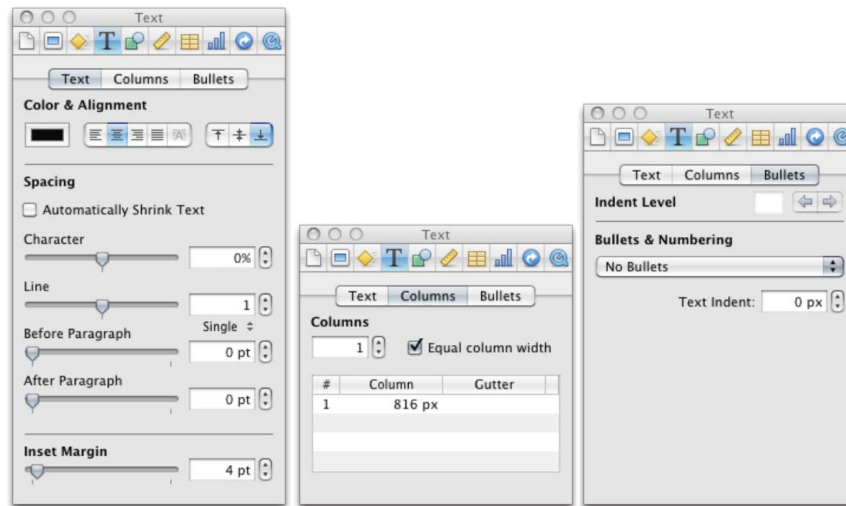 Text
Text Columns Bullets
Color & Alignment
Spacing
Automatically Shrink Text
Character
0%
Line
1
Single
Before Paragraph
0 pt
After Paragraph
0 pt
Inset Margin
4 pt
Text
Text Columns Bullets
Columns
1 Equal column width
# Column Gutter
1 816 px
Text
Text Columns Bullets
Indent Level
Bullets & Numbering
No Bullets
Text Indent: 0 px